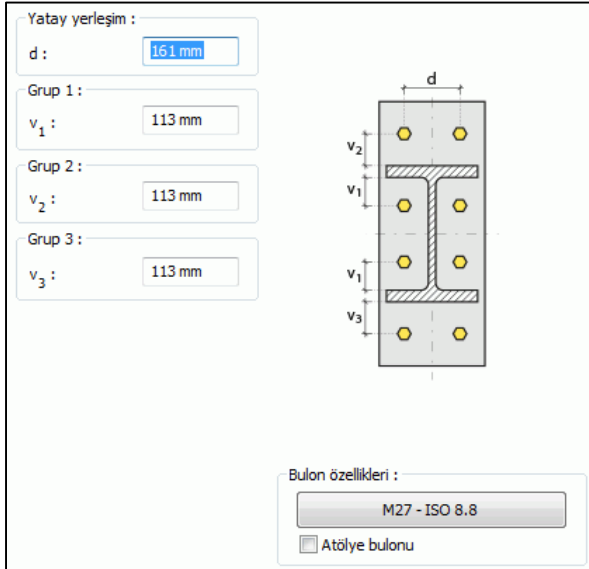 Yatay yerleşim :
d :
161 mm
Grup 1 :
v1 :
113 mm
Grup 2 :
v2 :
113 mm
Grup 3 :
v3 :
113 mm
d
v2
v1
v1
v3
Bulon özellikleri :
M27 - ISO 8.8
Atölye bulonu